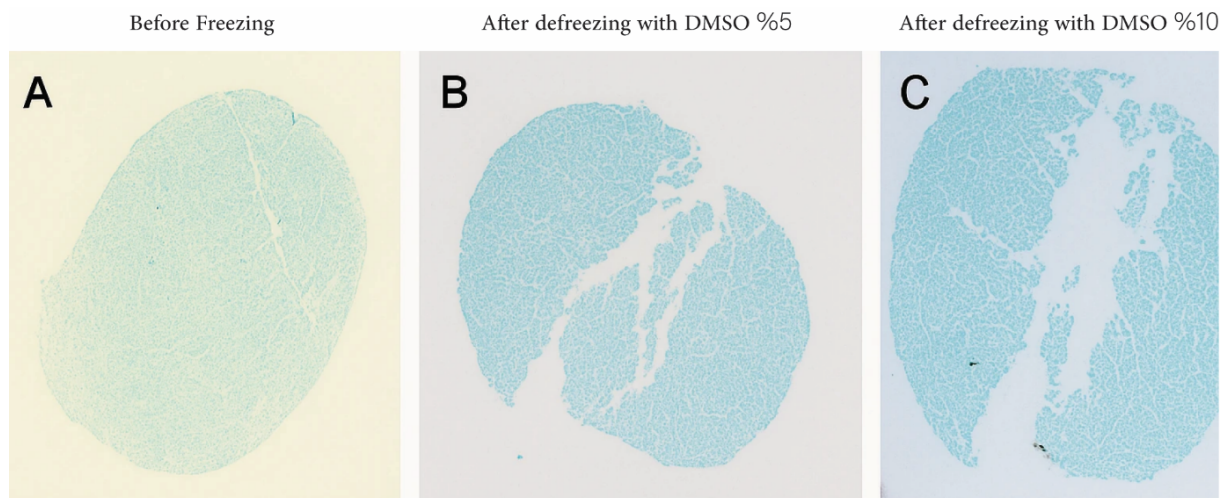 Before Freezing
After defreezing with DMSO %5
After defreezing with DMSO %10
A
B
C